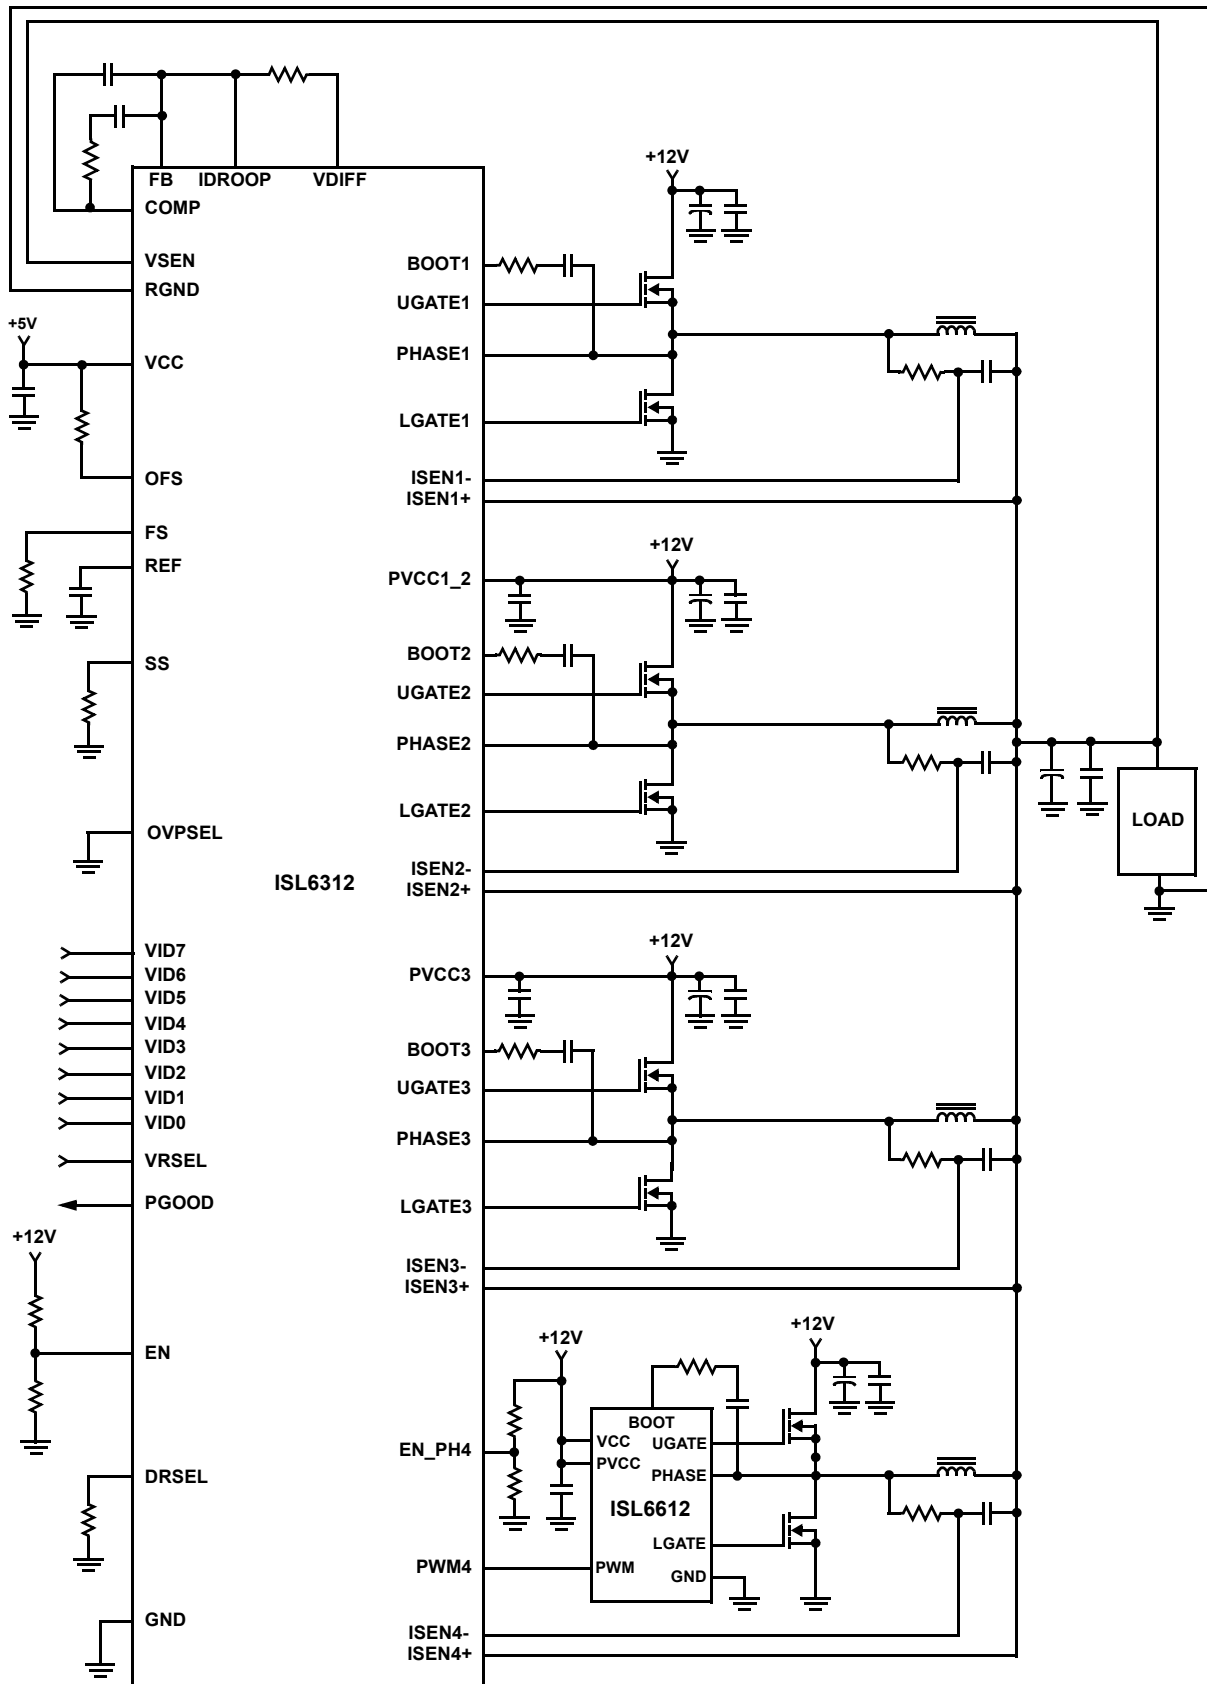 FB IDROOP VDIFF
COMP
VSEN
RGND
+5V
VCC
OFS
FS
REF
SS
OVPSEL
ISL6312
VID7
VID6
VID5
VID4
VID3
VID2
VID1
VID0
VRSEL
PGOOD
+12V
EN
DRSEL
GND
+12V
BOOT1
UGATE1
PHASE1
LGATE1
ISEN1-
ISEN1+
+12V
PVCC1_2
BOOT2
UGATE2
PHASE2
LGATE2
ISEN2-
ISEN2+
LOAD
+12V
PVCC3
BOOT3
UGATE3
PHASE3
LGATE3
ISEN3-
ISEN3+
+12V
+12V
EN_PH4
BOOT
VCC
UGATE
PVCC
PHASE
ISL6612
LGATE
PWM4
PWM
GND
ISEN4-
ISEN4+